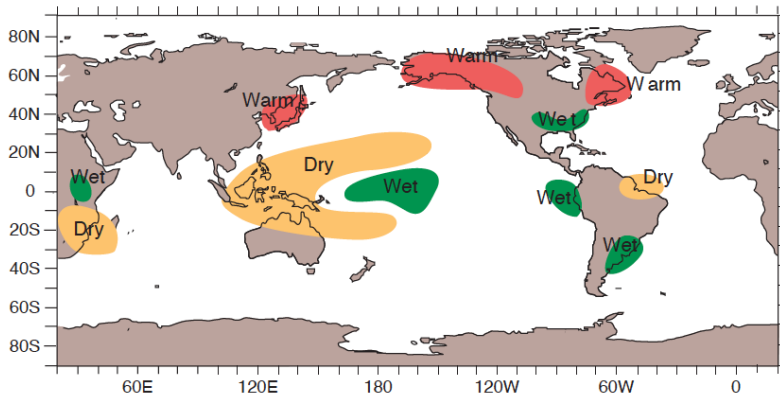 80N
60N
40N
20N
0
20S
40S
60S
80S
Warm
Warm
Warm
Wet
Dry
Wet
Wet
Dry
Wet
Dry
Wet
60E
120E
180
120W
60W
0